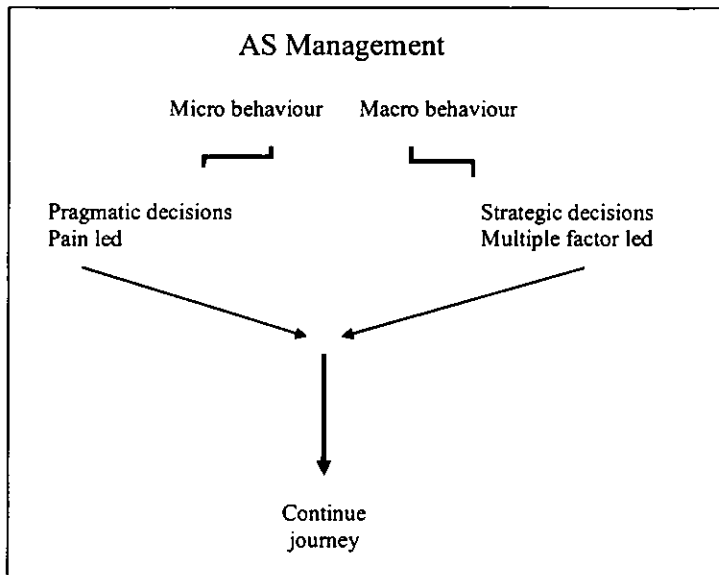 AS Management
Micro behaviour Macro behaviour
Pragmatic decisions
Pain led
Strategic decisions
Multiple factor led
Continue
journey